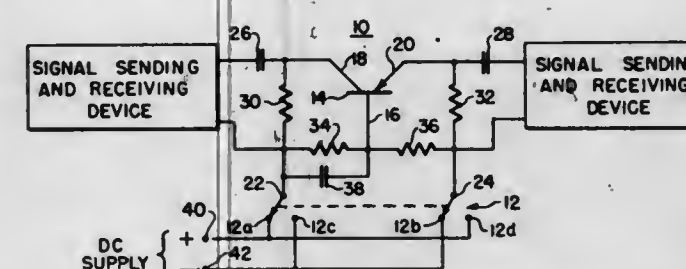 10
26
18
20
28
SIGNAL SENDING
AND RECEIVING
DEVICE
30
14
16
32
SIGNAL SENDIN
AND RECEIVING
DEVICE
34
36
22
38
24
12
40
12a
12c
12b
12d
DC
SUPPLY
+
42